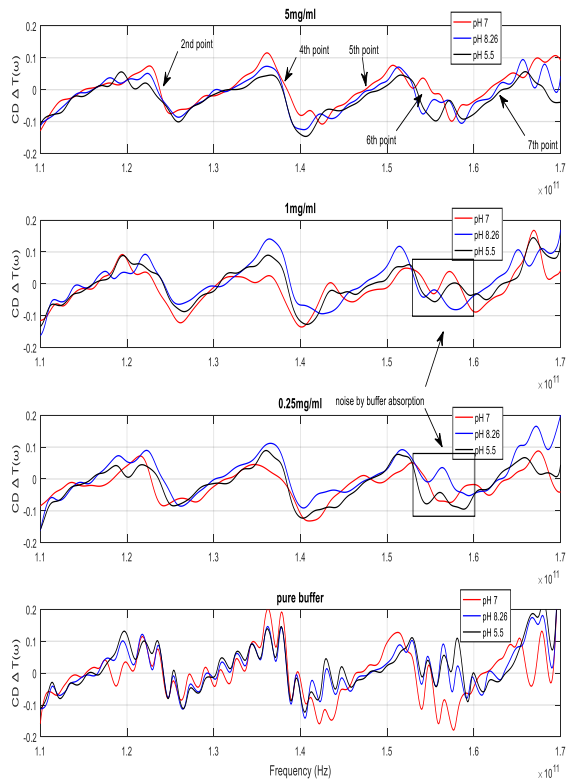 5mg/ml
pH 7
pH 8.26
pH 5.5
2nd point
4th point
5th point
6th point
7th point
CD Δ T(ω)
0.2
0.1
0
-0.1
-0.2
1.1 1.2 1.3 1.4 1.5 1.6 1.7
×10¹¹
1mg/ml
pH 7
pH 8.26
pH 5.5
CD Δ T(ω)
0.2
0.1
0
-0.1
-0.2
1.1 1.2 1.3 1.4 1.5 1.6 1.7
×10¹¹
noise by buffer absorption
0.25mg/ml
pH 7
pH 8.26
pH 5.5
CD Δ T(ω)
0.2
0.1
0
-0.1
-0.2
1.1 1.2 1.3 1.4 1.5 1.6 1.7
×10¹¹
pure buffer
pH 7
pH 8.26
pH 5.5
CD Δ T(ω)
0.2
0.1
0
-0.1
-0.2
1.1 1.2 1.3 1.4 1.5 1.6 1.7
×10¹¹
Frequency (Hz)